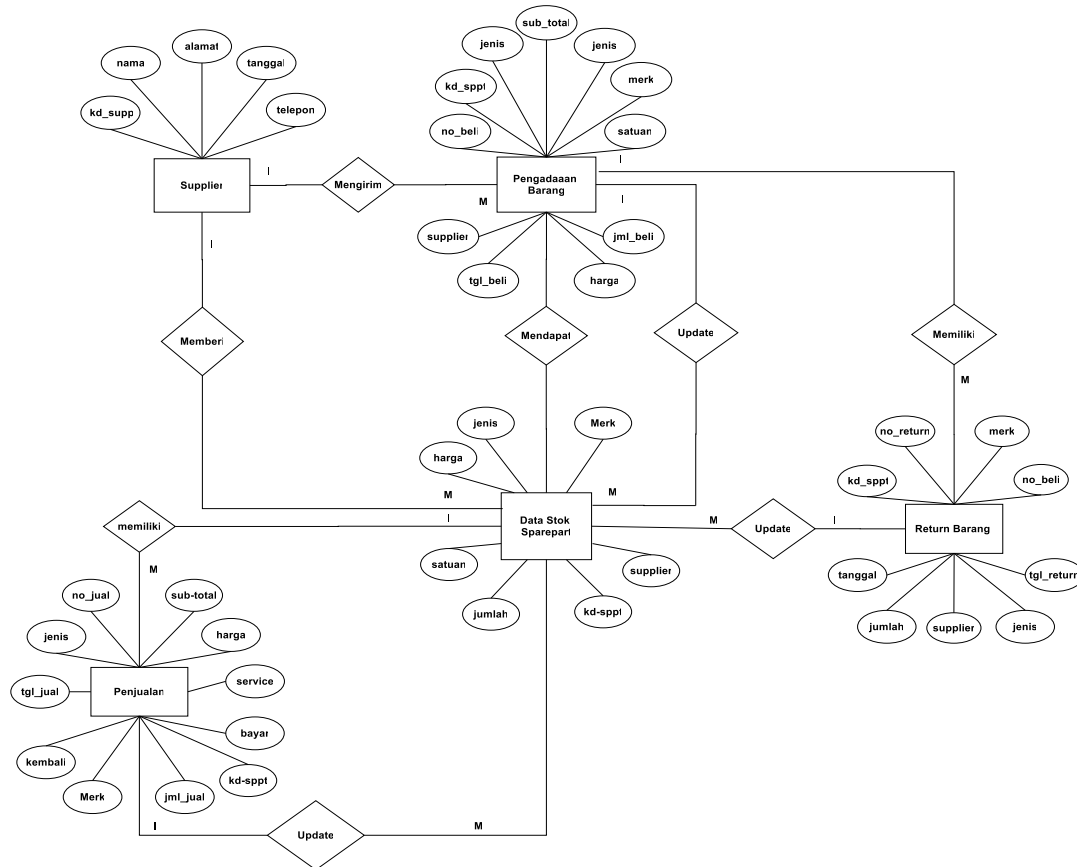 sub_total
alamat
jenis
jenis
nama
tanggal
kd_sppt
merk
kd_supp
telepon
no_beli
satuan
I
Supplier
I
Mengirim
M
Pengadaaan
Barang
I
supplier
jml_beli
I
tgl_beli
harga
Memberi
Mendapat
Update
Memiliki
M
jenis
Merk
no_return
merk
harga
kd_sppt
no_beli
M
M
memiliki
I
Data Stok
Sparepart
M
Update
I
Return Barang
satuan
supplier
tanggal
tgl_return
M
jumlah
kd-sppt
jumlah
supplier
jenis
no_jual
sub-total
jenis
harga
tgl_jual
Penjualan
service
bayar
kembali
kd-sppt
Merk
jml_jual
I
Update
M